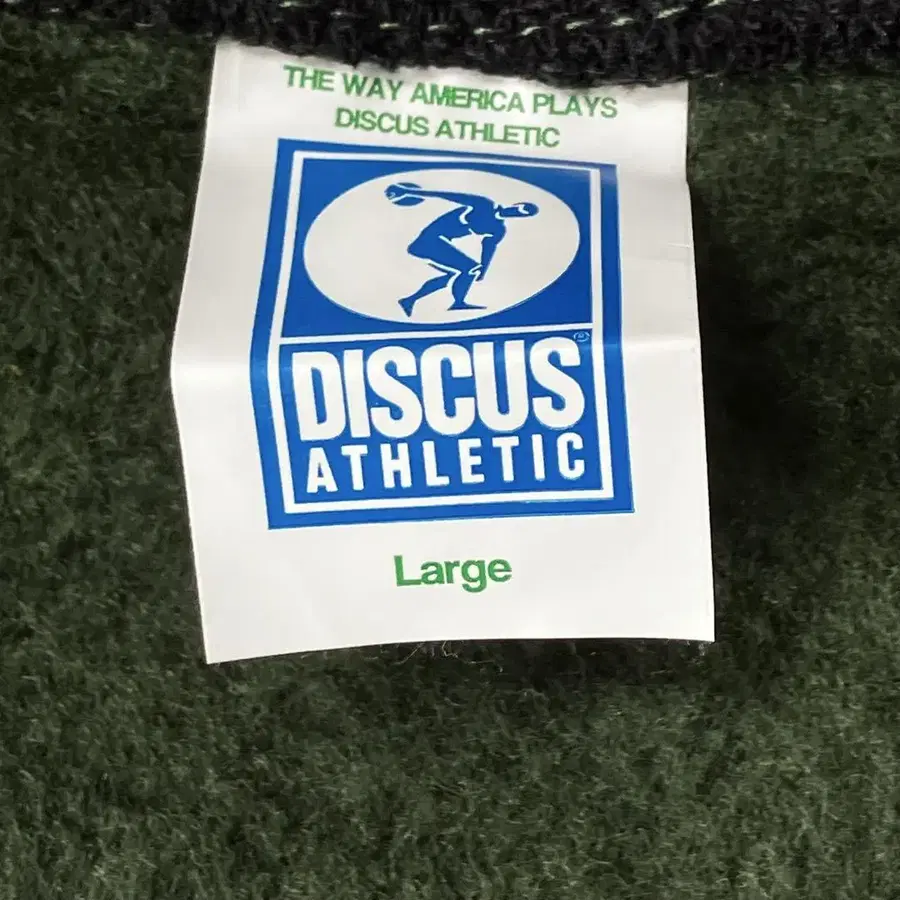 THE WAY AMERICA PLAYS
DISCUS ATHLETIC
DISCUS®
ATHLETIC
Large